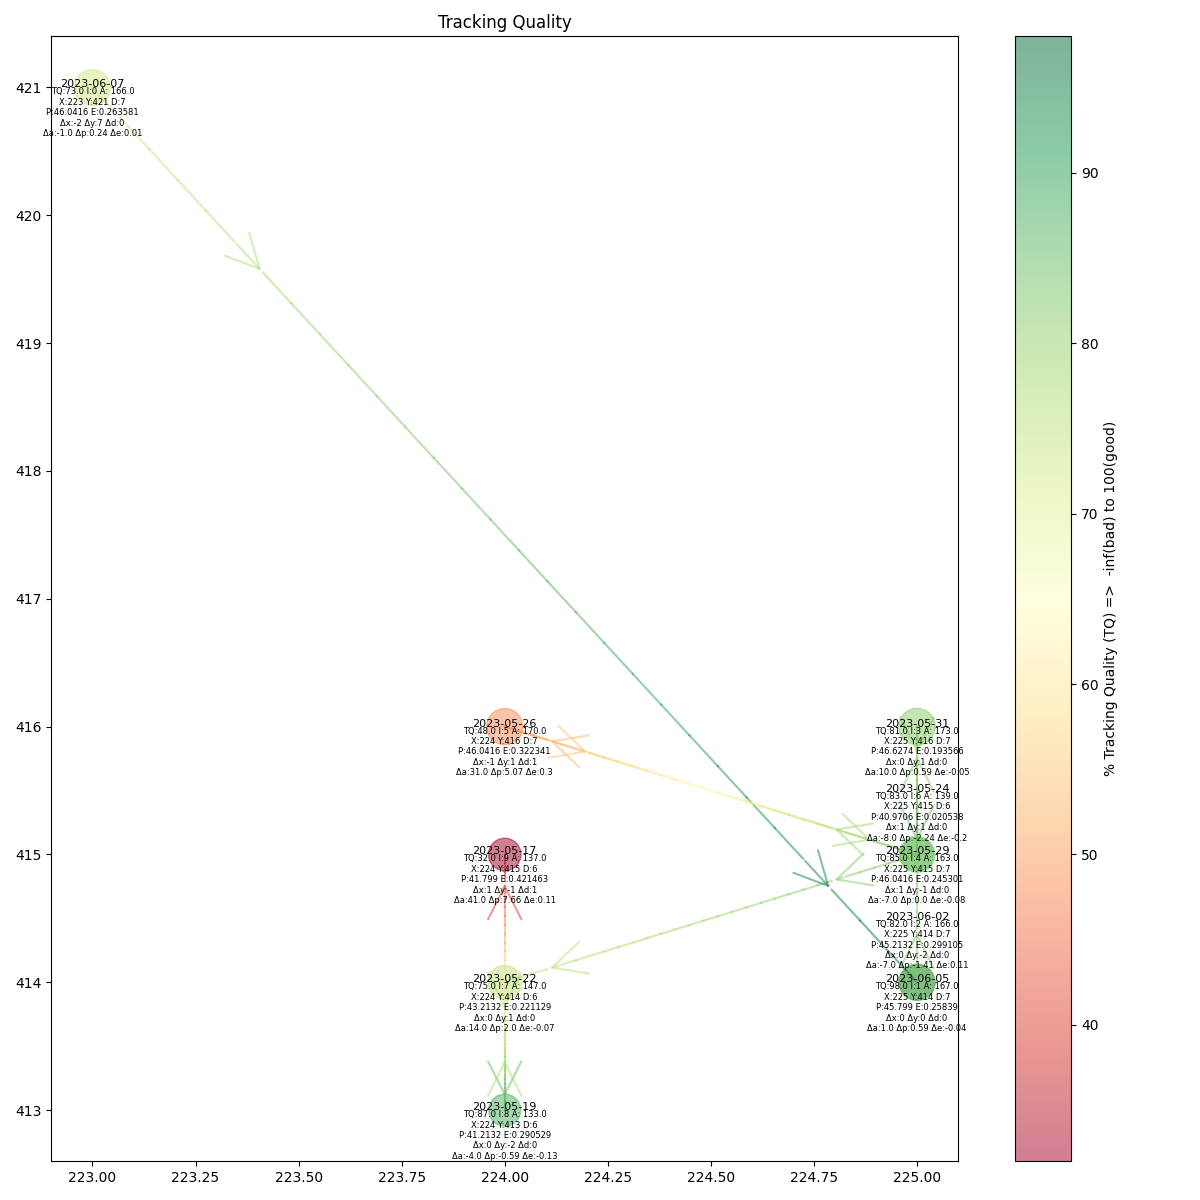 Tracking Quality
421
420
419
418
417
416
415
414
413
2023-06-07
TQ:73.0 I:0 A: 166.0
X:223 Y:421 D:7
P:46.0416 E:0.263581
Δx:-2 Δy:7 Δd:0
Δa:-1.0 Δp:0.24 Δe:0.01
2023-05-26
TQ:48.0 I:5 A: 170.0
X:224 Y:416 D:7
P:46.0416 E:0.322341
Δx:-1 Δy:1 Δd:1
Δa:31.0 Δp:5.07 Δe:0.3
2023-05-17
TQ:32.0 I:9 A: 137.0
X:224 Y:415 D:6
P:41.799 E:0.421463
Δx:1 Δy:-1 Δd:1
Δa:41.0 Δp:7.66 Δe:0.11
2023-05-22
TQ:75.0 I:7 A: 147.0
X:224 Y:414 D:6
P:43.2132 E:0.221129
Δx:0 Δy:1 Δd:0
Δa:14.0 Δp:2.0 Δe:-0.07
2023-05-19
TQ:87.0 I:8 A: 133.0
X:224 Y:413 D:6
P:41.2132 E:0.290529
Δx:0 Δy:-2 Δd:0
Δa:-4.0 Δp:-0.59 Δe:-0.13
2023-05-31
TQ:81.0 I:3 A: 173.0
X:225 Y:416 D:7
P:46.6274 E:0.193566
Δx:0 Δy:1 Δd:0
Δa:10.0 Δp:0.59 Δe:-0.05
2023-05-24
TQ:83.0 I:6 A: 139.0
X:225 Y:415 D:6
P:40.9706 E:0.020538
Δx:1 Δy:1 Δd:0
Δa:-8.0 Δp:-2.24 Δe:-0.2
2023-05-29
TQ:85.0 I:4 A: 163.0
X:225 Y:415 D:7
P:46.0416 E:0.245301
Δx:1 Δy:-1 Δd:0
Δa:-7.0 Δp:0.0 Δe:-0.08
2023-06-02
TQ:82.0 I:2 A: 166.0
X:225 Y:414 D:7
P:45.2132 E:0.299105
Δx:0 Δy:-2 Δd:0
Δa:-7.0 Δp:-1.41 Δe:0.11
2023-06-05
TQ:98.0 I:1 A: 167.0
X:225 Y:414 D:7
P:45.799 E:0.25839
Δx:0 Δy:0 Δd:0
Δa:1.0 Δp:0.59 Δe:-0.04
223.00 223.25 223.50 223.75 224.00 224.25 224.50 224.75 225.00
90
80
70
60
50
40
% Tracking Quality (TQ) => -inf(bad) to 100(good)